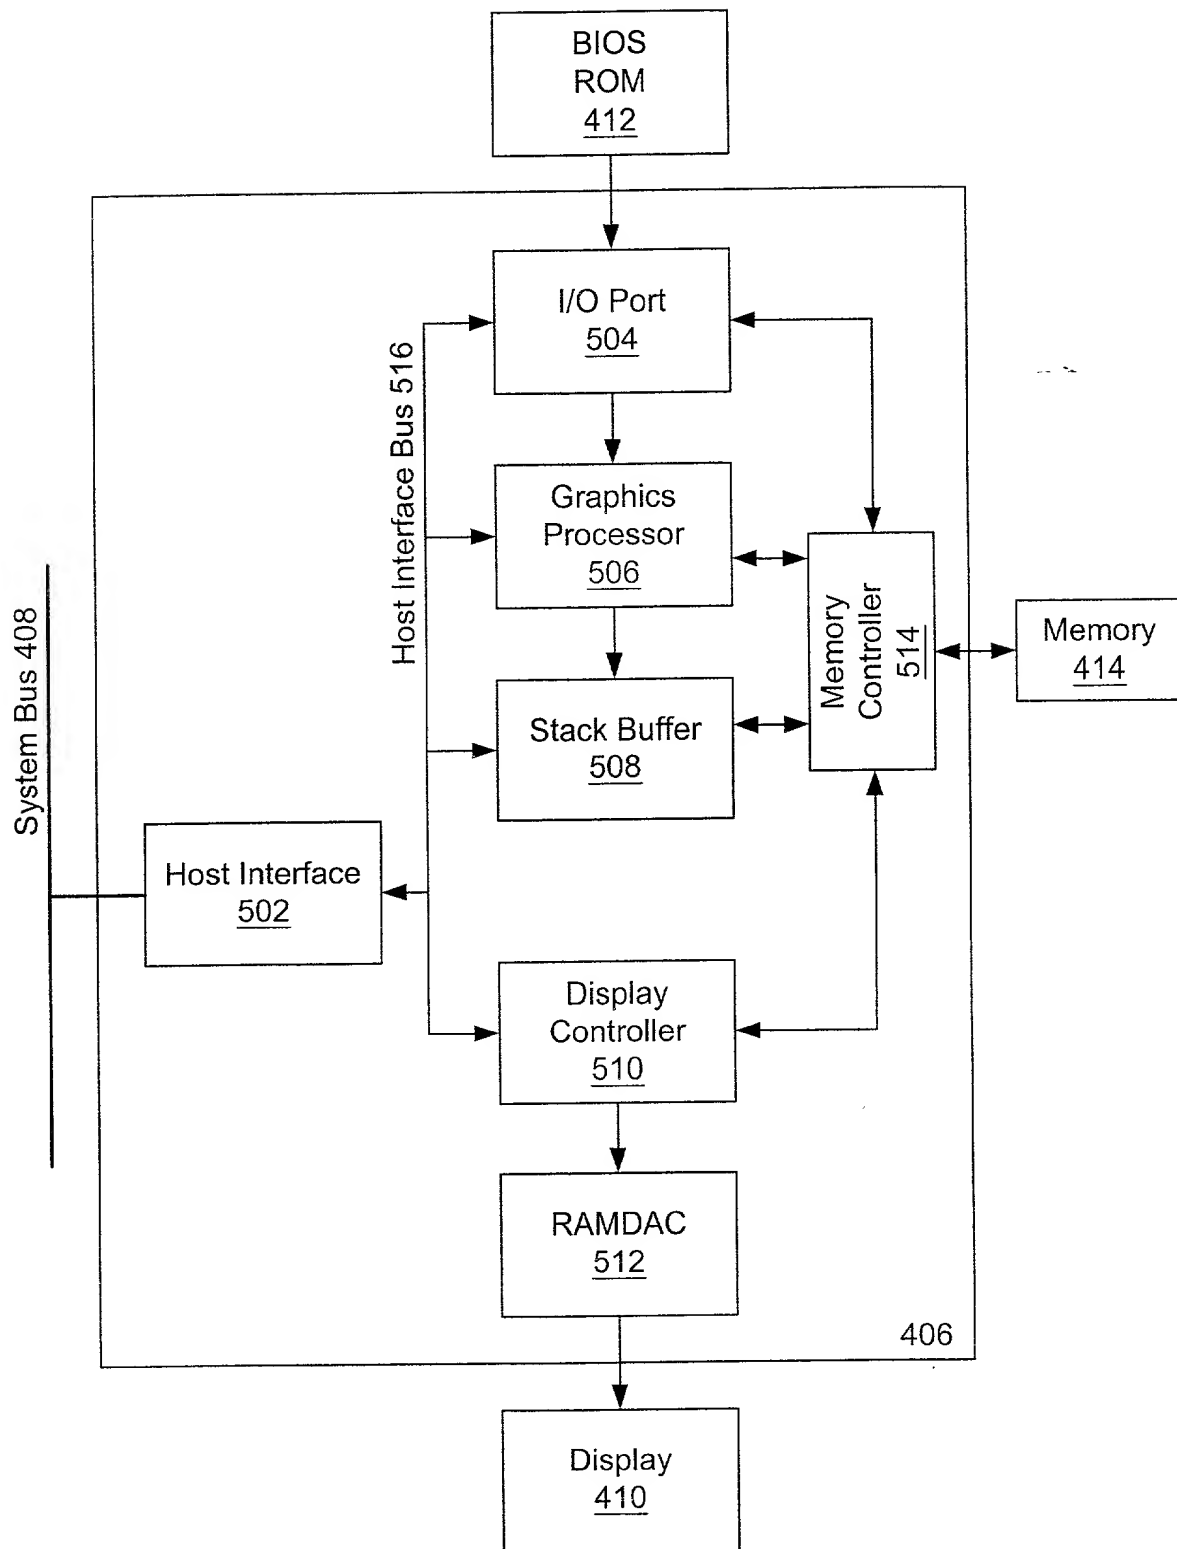 BIOS
ROM
412
I/O Port
504
Host Interface Bus 516
Graphics
Processor
506
Memory
Controller
514
Memory
414
System Bus 408
Stack Buffer
508
Host Interface
502
Display
Controller
510
RAMDAC
512
406
Display
410